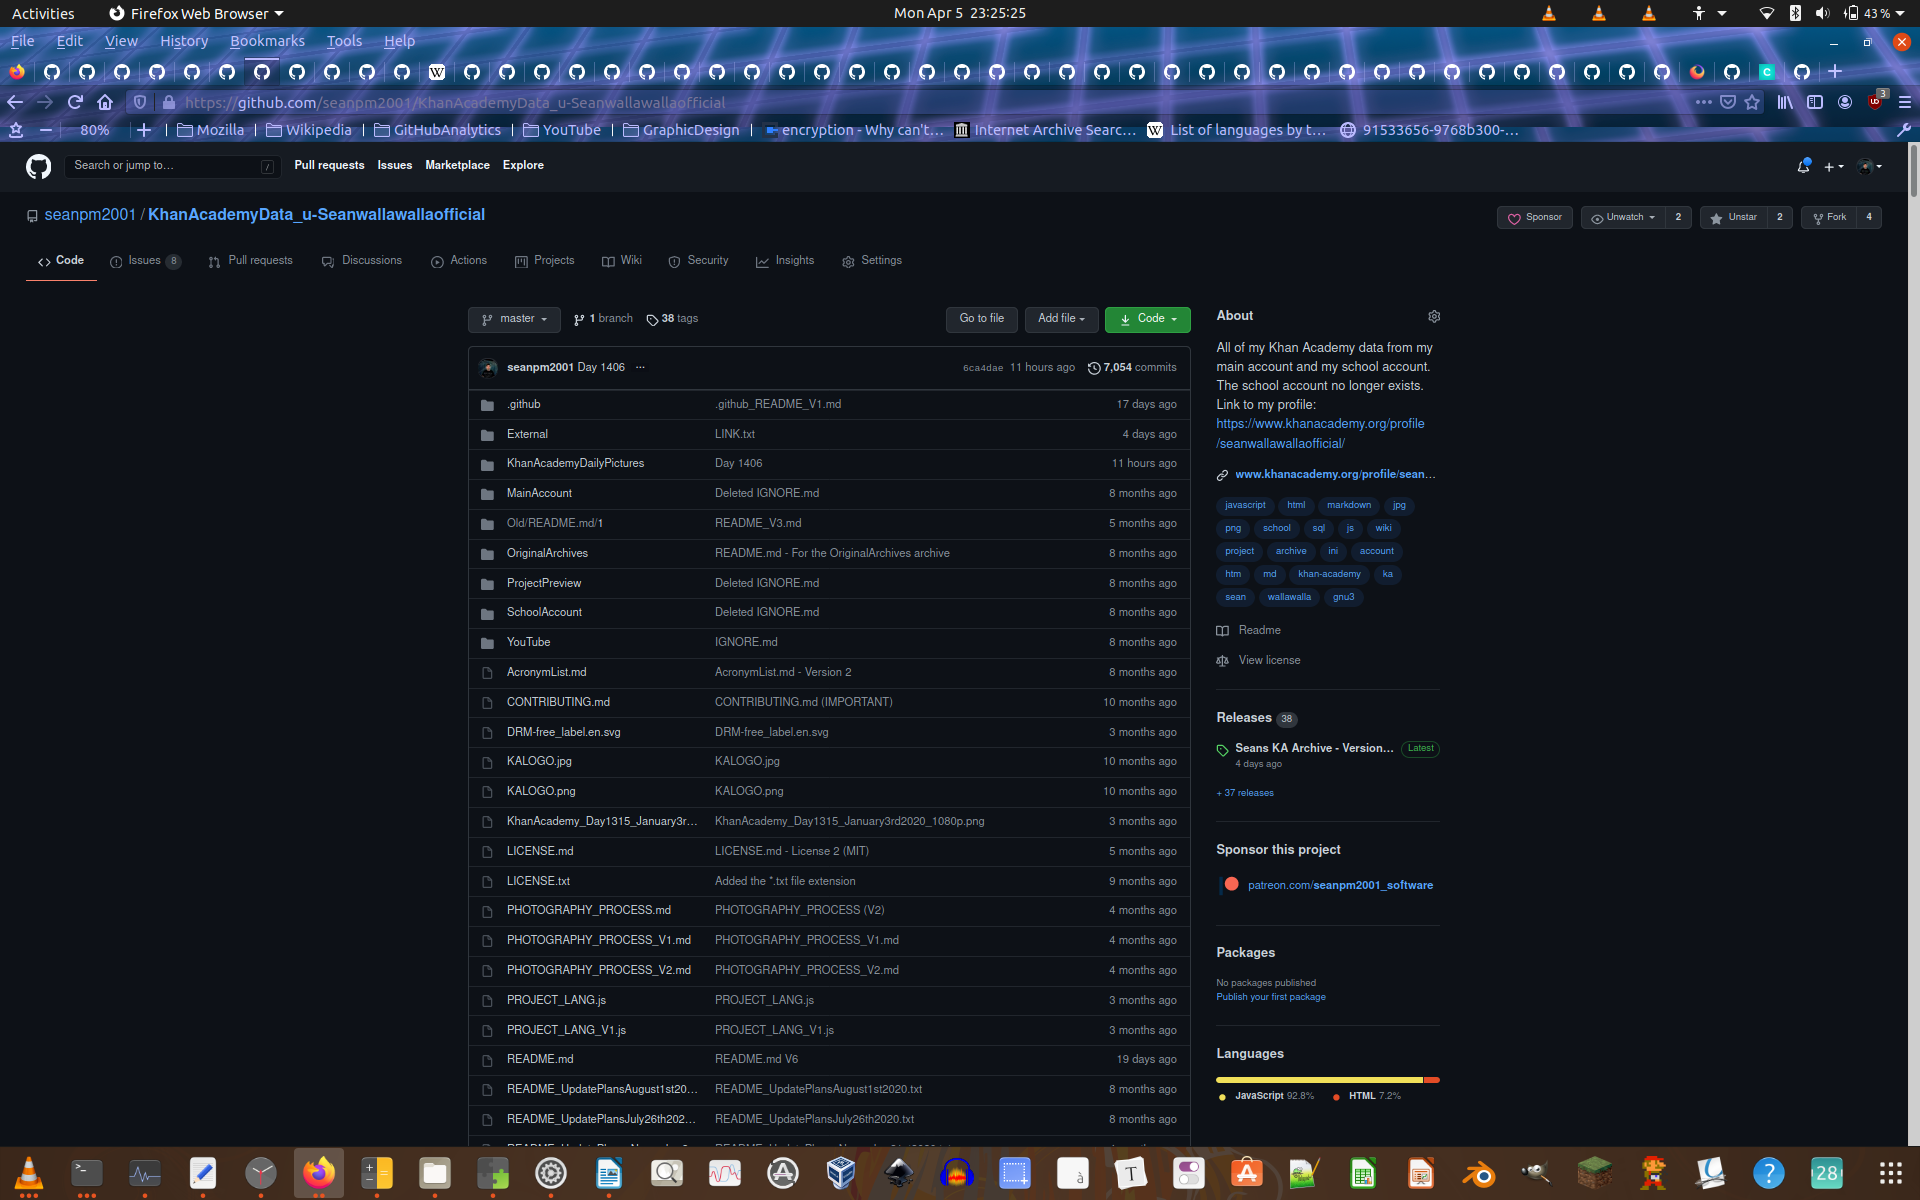 Activities
Firefox Web Browser
Mon Apr 5 23:25:25
43 %
File Edit View History Bookmarks Tools Help
https://github.com/seanpm2001/KhanAcademyData_u-Seanwallawallaofficial
3
80%
Mozilla
Wikipedia
GitHubAnalytics
YouTube
GraphicDesign
encryption - Why can't…
Internet Archive Searc…
List of languages by t…
91533656-9768b300-…
Search or jump to…
/
Pull requests Issues Marketplace Explore
seanpm2001 / KhanAcademyData_u-Seanwallawallaofficial
Sponsor
Unwatch 2
Unstar 2
Fork 4
Code
Issues 8
Pull requests
Discussions
Actions
Projects
Wiki
Security
Insights
Settings
master
1 branch
38 tags
Go to file
Add file
Code
seanpm2001 Day 1406 ...
6ca4dae 11 hours ago
7,054 commits
.github .github_README_V1.md 17 days ago
External LINK.txt 4 days ago
KhanAcademyDailyPictures Day 1406 11 hours ago
MainAccount Deleted IGNORE.md 8 months ago
Old/README.md/1 README_V3.md 5 months ago
OriginalArchives README.md - For the OriginalArchives archive 8 months ago
ProjectPreview Deleted IGNORE.md 8 months ago
SchoolAccount Deleted IGNORE.md 8 months ago
YouTube IGNORE.md 8 months ago
AcronymList.md AcronymList.md - Version 2 8 months ago
CONTRIBUTING.md CONTRIBUTING.md (IMPORTANT) 10 months ago
DRM-free_label.en.svg DRM-free_label.en.svg 3 months ago
KALOGO.jpg KALOGO.jpg 10 months ago
KALOGO.png KALOGO.png 10 months ago
KhanAcademy_Day1315_January3r… KhanAcademy_Day1315_January3rd2020_1080p.png 3 months ago
LICENSE.md LICENSE.md - License 2 (MIT) 5 months ago
LICENSE.txt Added the *.txt file extension 9 months ago
PHOTOGRAPHY_PROCESS.md PHOTOGRAPHY_PROCESS (V2) 4 months ago
PHOTOGRAPHY_PROCESS_V1.md PHOTOGRAPHY_PROCESS_V1.md 4 months ago
PHOTOGRAPHY_PROCESS_V2.md PHOTOGRAPHY_PROCESS_V2.md 4 months ago
PROJECT_LANG.js PROJECT_LANG.js 3 months ago
PROJECT_LANG_V1.js PROJECT_LANG_V1.js 3 months ago
README.md README.md V6 19 days ago
README_UpdatePlansAugust1st20… README_UpdatePlansAugust1st2020.txt 8 months ago
README_UpdatePlansJuly26th202… README_UpdatePlansJuly26th2020.txt 8 months ago
About
All of my Khan Academy data from my
main account and my school account.
The school account no longer exists.
Link to my profile:
https://www.khanacademy.org/profile
/seanwallawallaofficial/
www.khanacademy.org/profile/sean…
javascript html markdown jpg
png school sql js wiki
project archive ini account
htm md khan-academy ka
sean wallawalla gnu3
Readme
View license
Releases 38
Seans KA Archive - Version… Latest
4 days ago
+ 37 releases
Sponsor this project
patreon.com/seanpm2001_software
Packages
No packages published
Publish your first package
Languages
JavaScript 92.8% HTML 7.2%
28